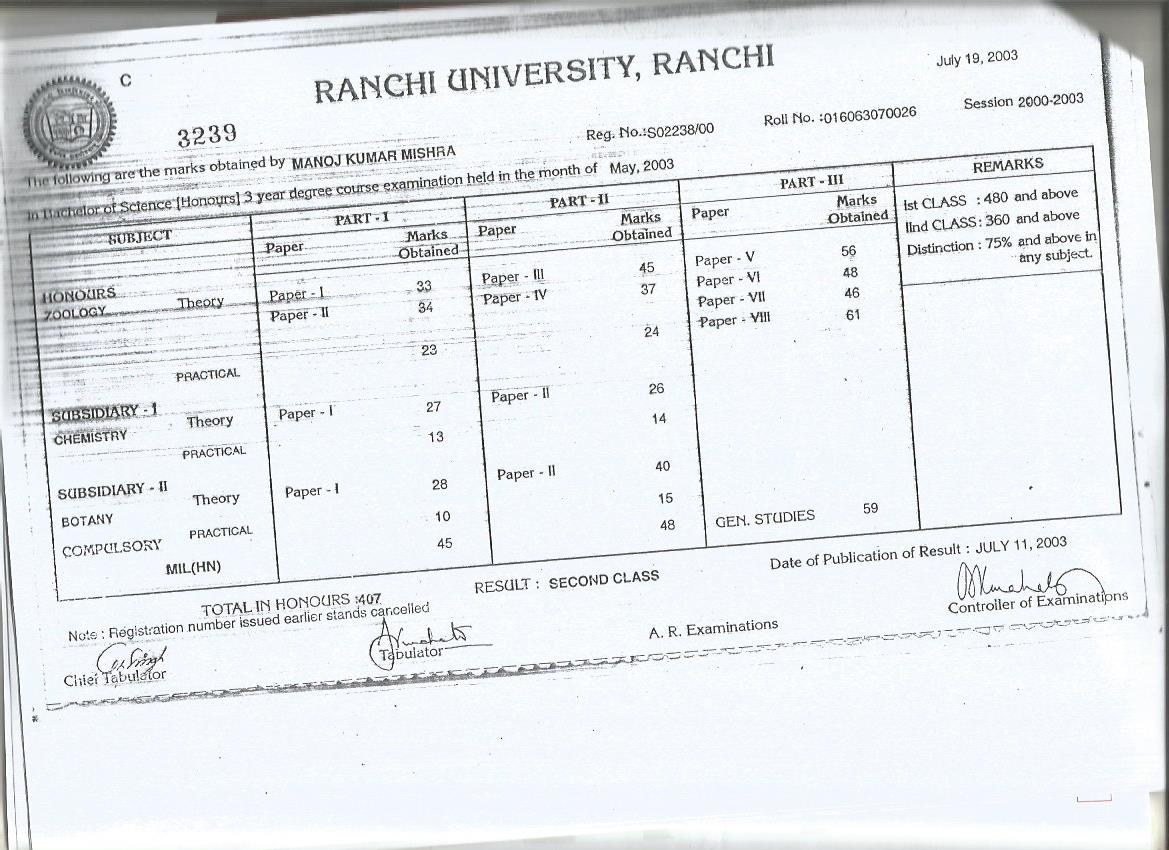 C
RANCHI UNIVERSITY, RANCHI
July 19, 2003
3239
Reg. No.:S02238/00
Roll No. :016063070026
Session 2000-2003
The following are the marks obtained by MANOJ KUMAR MISHRA
in Bachelor of Science [Honours] 3 year degree course examination held in the month of May, 2003
SUBJECT PART - I PART - II PART - III REMARKS
Paper Marks Obtained Paper Marks Obtained Paper Marks Obtained
Ist CLASS : 480 and above
IInd CLASS: 360 and above
Distinction : 75% and above in
any subject.
HONOURS
ZOOLOGY Theory Paper - I 33 Paper - III 45 Paper - V 56
Paper - II 34 Paper - IV 37 Paper - VI 48
Paper - VII 46
Paper - VIII 61
PRACTICAL 23 24
SUBSIDIARY - I
CHEMISTRY Theory Paper - I 27 Paper - II 26
PRACTICAL 13 14
SUBSIDIARY - II
BOTANY Theory Paper - I 28 Paper - II 40
PRACTICAL 10 15
COMPULSORY
MIL(HN) 45 48 GEN. STUDIES 59
TOTAL IN HONOURS :407
RESULT : SECOND CLASS
Date of Publication of Result : JULY 11, 2003
Note : Registration number issued earlier stands cancelled
Chief Tabulator
Tabulator
A. R. Examinations
Controller of Examinations